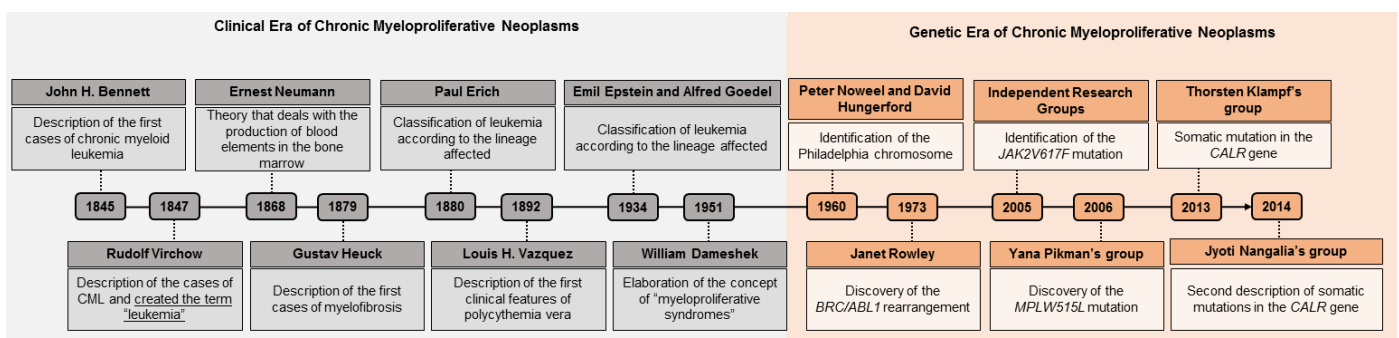 Clinical Era of Chronic Myeloproliferative Neoplasms
Genetic Era of Chronic Myeloproliferative Neoplasms
John H. Bennett
Description of the first
cases of chronic myeloid
leukemia
Ernest Neumann
Theory that deals with the
production of blood
elements in the bone
marrow
Paul Erich
Classification of leukemia
according to the lineage
affected
Emil Epstein and Alfred Goedel
Classification of leukemia
according to the lineage affected
Peter Noweel and David
Hungerford
Identification of the
Philadelphia chromosome
Independent Research
Groups
Identification of the
JAK2V617F mutation
Thorsten Klampf's
group
Somatic mutation in the
CALR gene
1845
1847
1868
1879
1880
1892
1934
1951
1960
1973
2005
2006
2013
2014
Rudolf Virchow
Description of the cases of
CML and created the term
“leukemia”
Gustav Heuck
Description of the first
cases of myelofibrosis
Louis H. Vazquez
Description of the first
clinical features of
polycythemia vera
William Dameshek
Elaboration of the concept
of “myeloproliferative
syndromes”
Janet Rowley
Discovery of the
BRC/ABL1 rearrangement
Yana Pikman's group
Discovery of the
MPLW515L mutation
Jyoti Nangalia's group
Second description of somatic
mutations in the CALR gene